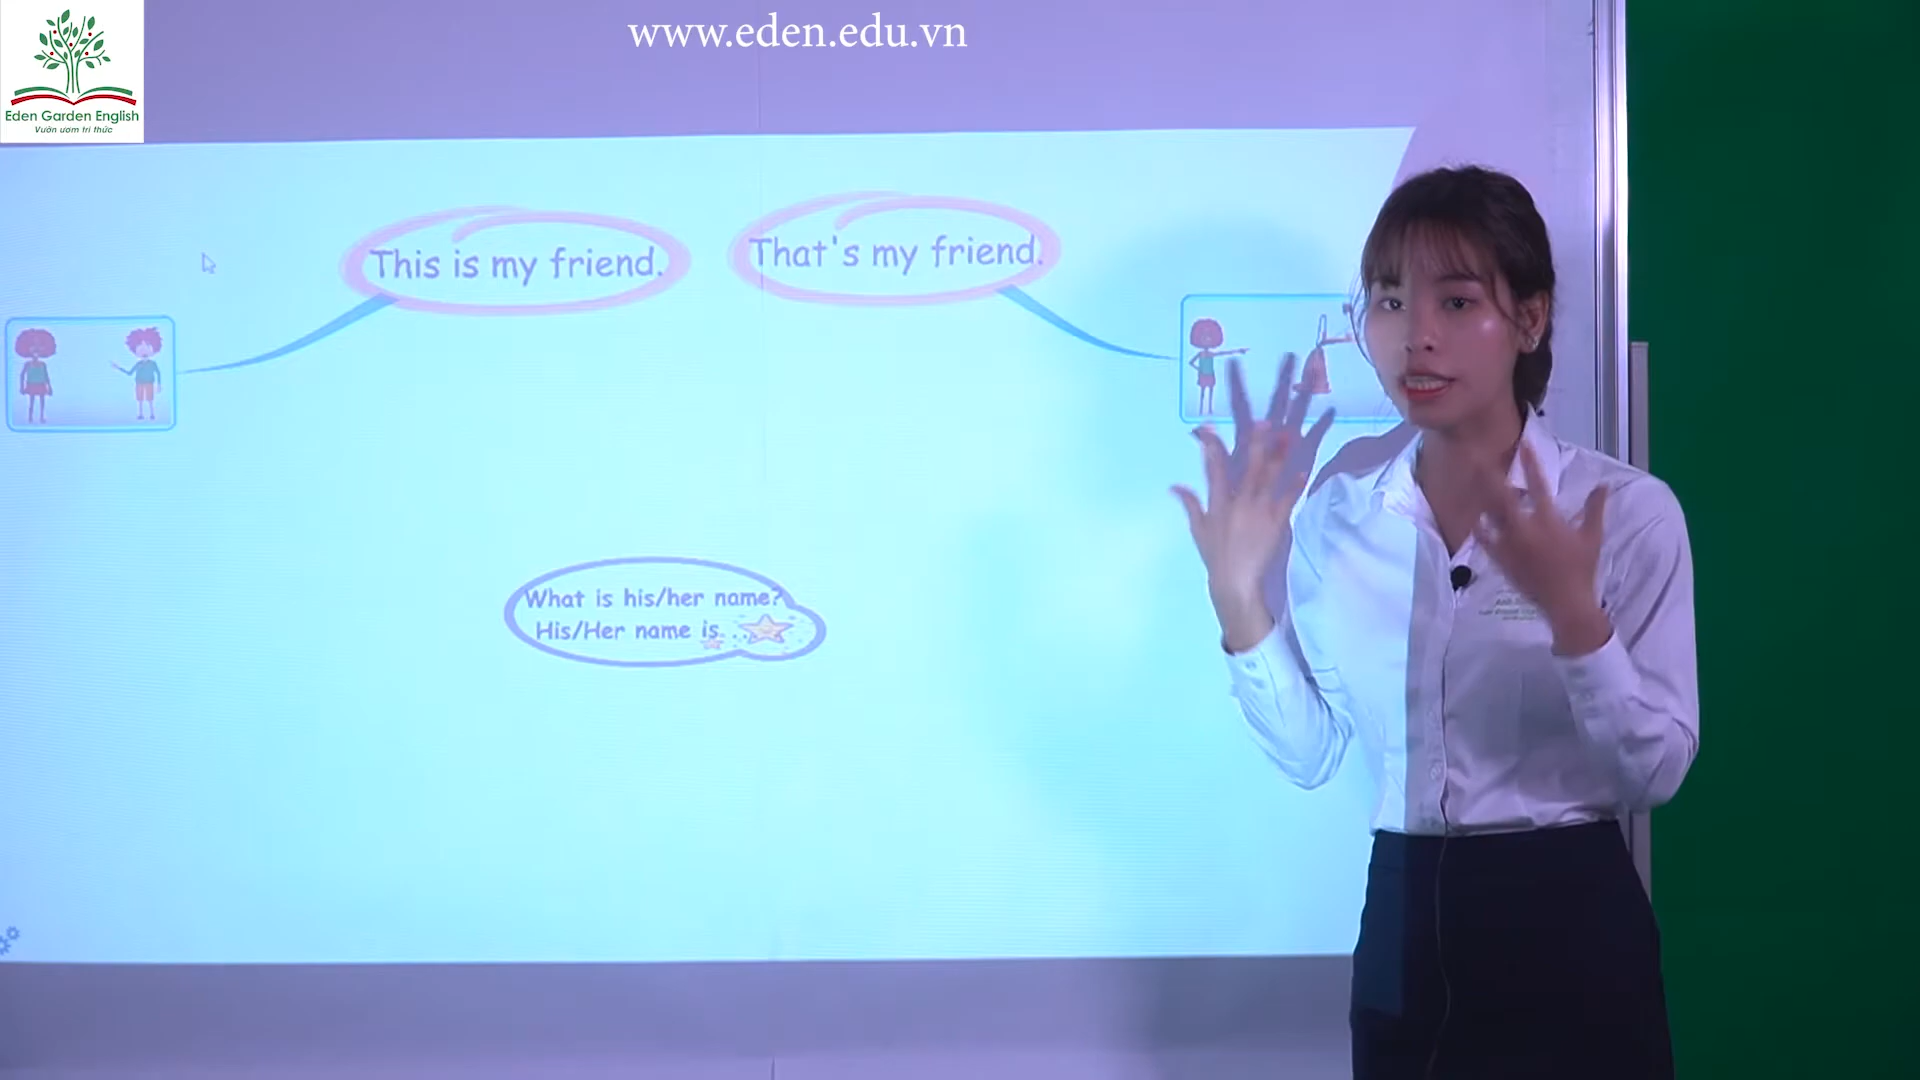 www.eden.edu.vn
Eden Garden English
Vườn ươm tri thức
This is my friend.
That's my friend.
What is his/her name?
His/Her name is...